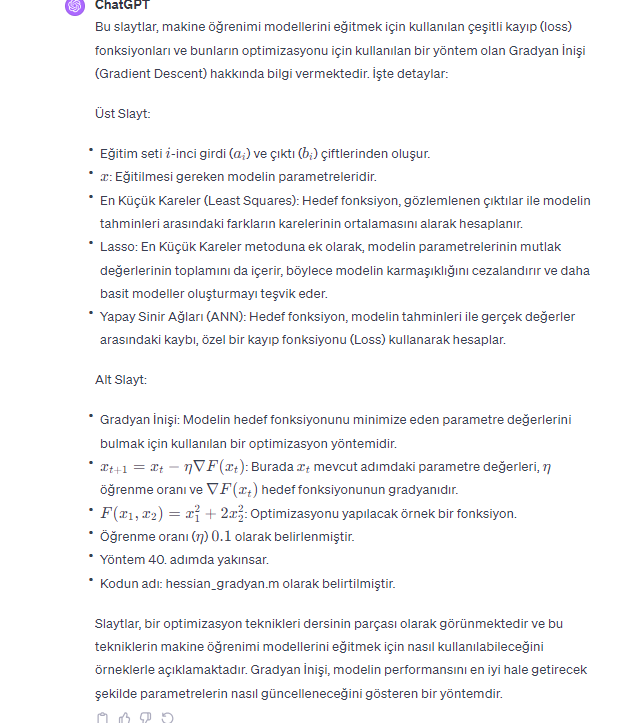 ChatGPT
Bu slaytlar, makine öğrenimi modellerini eğitmek için kullanılan çeşitli kayıp (loss)
fonksiyonları ve bunların optimizasyonu için kullanılan bir yöntem olan Gradyan İnişi
(Gradient Descent) hakkında bilgi vermektedir. İşte detaylar:
Üst Slayt:
• Eğitim seti i-inci girdi (aᵢ) ve çıktı (bᵢ) çiftlerinden oluşur.
• x: Eğitilmesi gereken modelin parametreleridir.
• En Küçük Kareler (Least Squares): Hedef fonksiyon, gözlemlenen çıktılar ile modelin
tahminleri arasındaki farkların karelerinin ortalamasını alarak hesaplanır.
• Lasso: En Küçük Kareler metoduna ek olarak, modelin parametrelerinin mutlak
değerlerinin toplamını da içerir, böylece modelin karmaşıklığını cezalandırır ve daha
basit modeller oluşturmayı teşvik eder.
• Yapay Sinir Ağları (ANN): Hedef fonksiyon, modelin tahminleri ile gerçek değerler
arasındaki kaybı, özel bir kayıp fonksiyonu (Loss) kullanarak hesaplar.
Alt Slayt:
• Gradyan İnişi: Modelin hedef fonksiyonunu minimize eden parametre değerlerini
bulmak için kullanılan bir optimizasyon yöntemidir.
• xₜ₊₁ = xₜ − η∇F(xₜ): Burada xₜ mevcut adımdaki parametre değerleri, η
öğrenme oranı ve ∇F(xₜ) hedef fonksiyonunun gradyanıdır.
• F(x₁, x₂) = x₁² + 2x₂²: Optimizasyonu yapılacak örnek bir fonksiyon.
• Öğrenme oranı (η) 0.1 olarak belirlenmiştir.
• Yöntem 40. adımda yakınsar.
• Kodun adı: hessian_gradyan.m olarak belirtilmiştir.
Slaytlar, bir optimizasyon teknikleri dersinin parçası olarak görünmektedir ve bu
tekniklerin makine öğrenimi modellerini eğitmek için nasıl kullanılabileceğini
örneklerle açıklamaktadır. Gradyan İnişi, modelin performansını en iyi hale getirecek
şekilde parametrelerin nasıl güncelleneceğini gösteren bir yöntemdir.